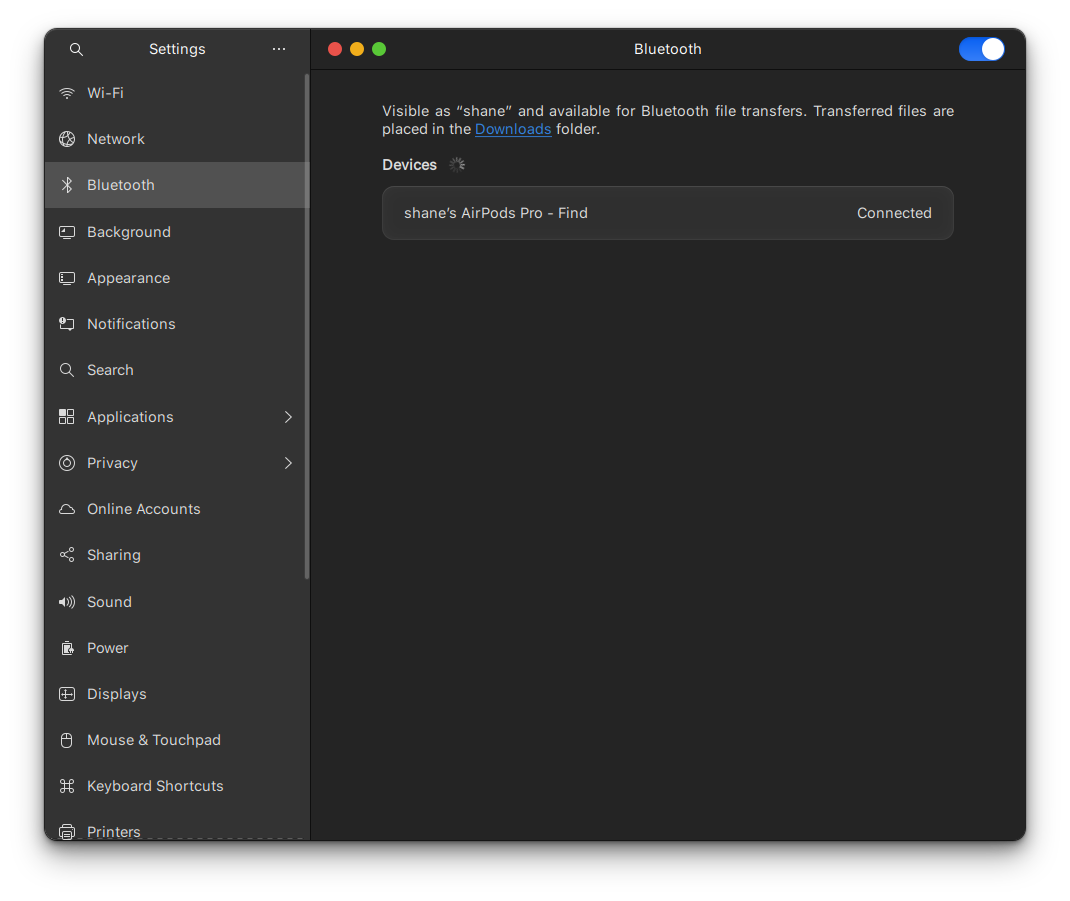 Settings
Bluetooth
Wi-Fi
Network
Bluetooth
Background
Appearance
Notifications
Search
Applications
Privacy
Online Accounts
Sharing
Sound
Power
Displays
Mouse & Touchpad
Keyboard Shortcuts
Printers
Visible as “shane” and available for Bluetooth file transfers. Transferred files are
placed in the Downloads folder.
Devices
shane’s AirPods Pro - Find
Connected